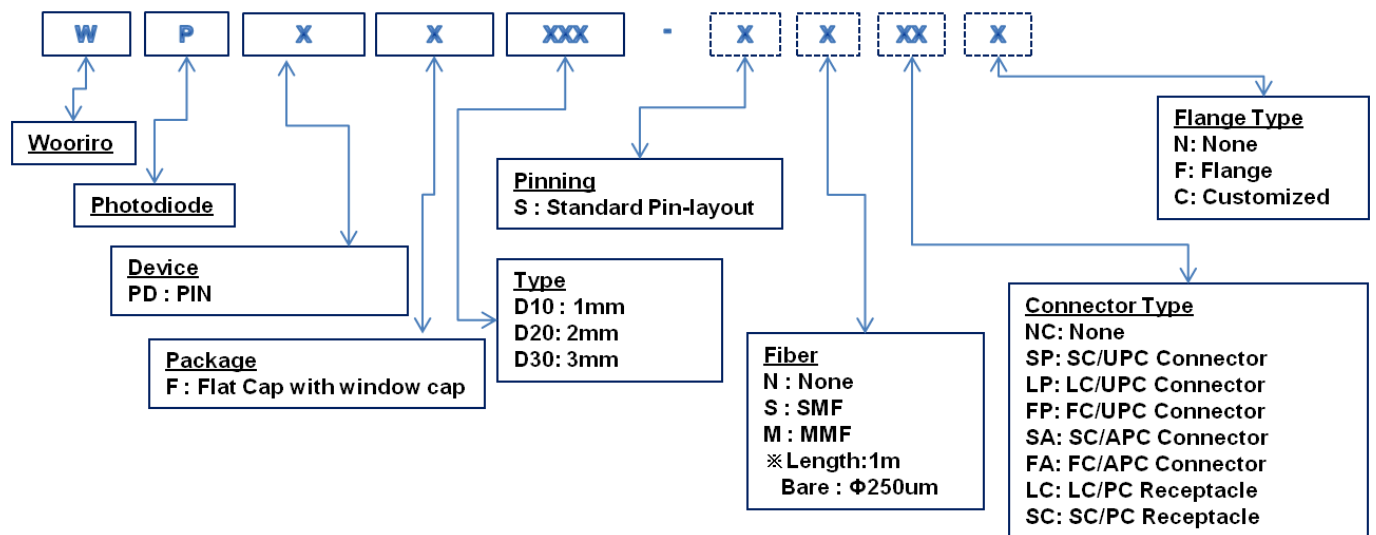 W P X X XXX - X X XX X
Wooriro
Photodiode
Device
PD : PIN
Package
F : Flat Cap with window cap
Pinning
S : Standard Pin-layout
Type
D10 : 1mm
D20: 2mm
D30: 3mm
Fiber
N : None
S : SMF
M : MMF
※Length:1m
Bare : Φ250um
Flange Type
N: None
F: Flange
C: Customized
Connector Type
NC: None
SP: SC/UPC Connector
LP: LC/UPC Connector
FP: FC/UPC Connector
SA: SC/APC Connector
FA: FC/APC Connector
LC: LC/PC Receptacle
SC: SC/PC Receptacle